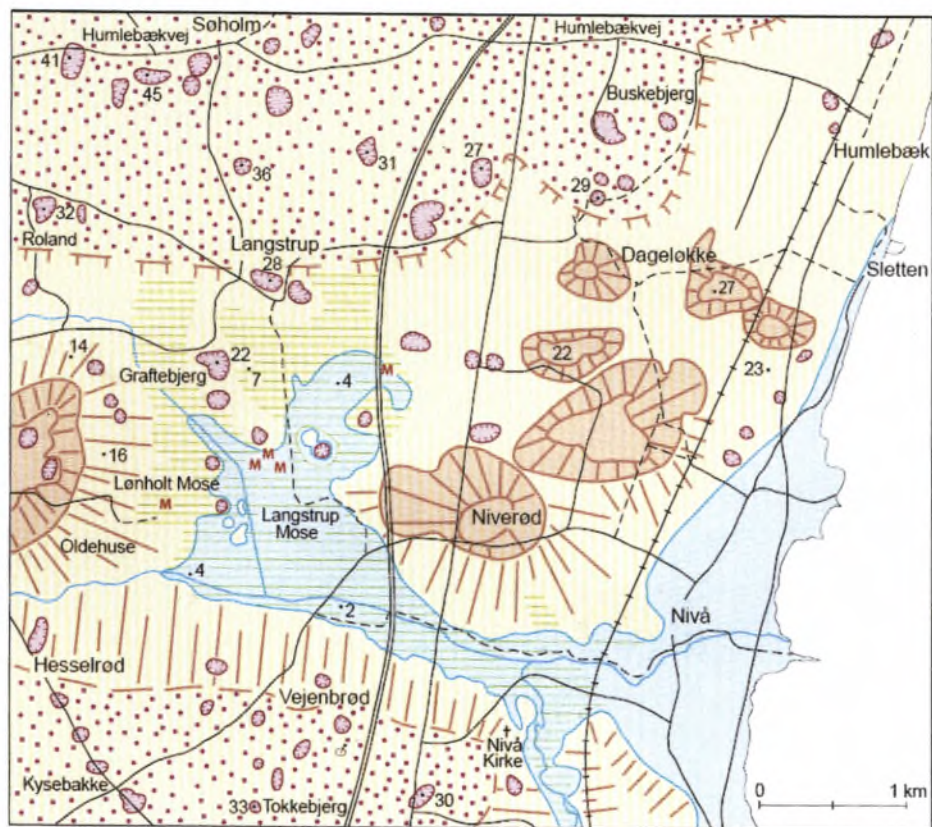 Søholm
Humlebækvej
Humlebækvej
41
45
Buskebjerg
Humlebæk
36
31
27
29
32
Roland
Langstrup
28
Dageløkke
Sletten
27
14
Graftebjerg
22
7
4
M
22
23
16
M
M
M
Lønholt Mose
M
Langstrup
Mose
Niverød
Oldehuse
4
2
Nivå
Hesselrød
Vejenbrød
Nivå
Kirke
Kysebakke
33
Tokkebjerg
30
0
1 km